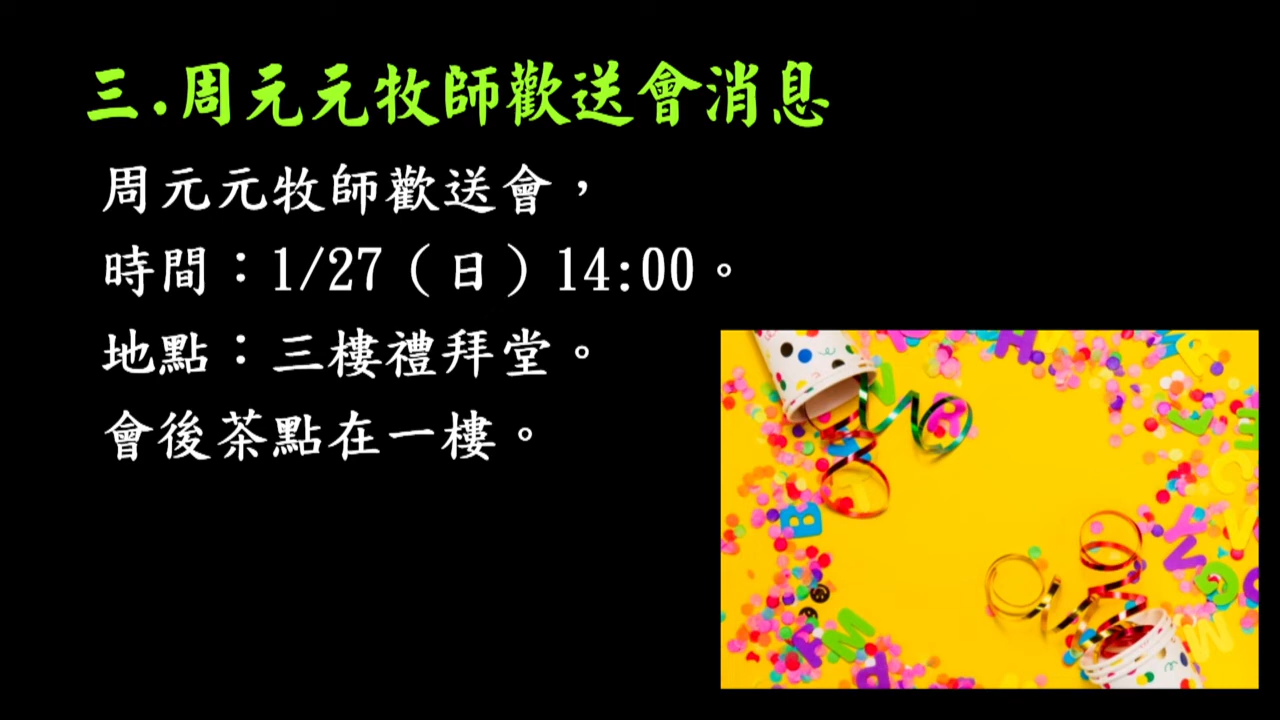 三.周元元牧師歡送會消息
周元元牧師歡送會，
時間：1/27（日）14:00。
地點：三樓禮拜堂。
會後茶點在一樓。